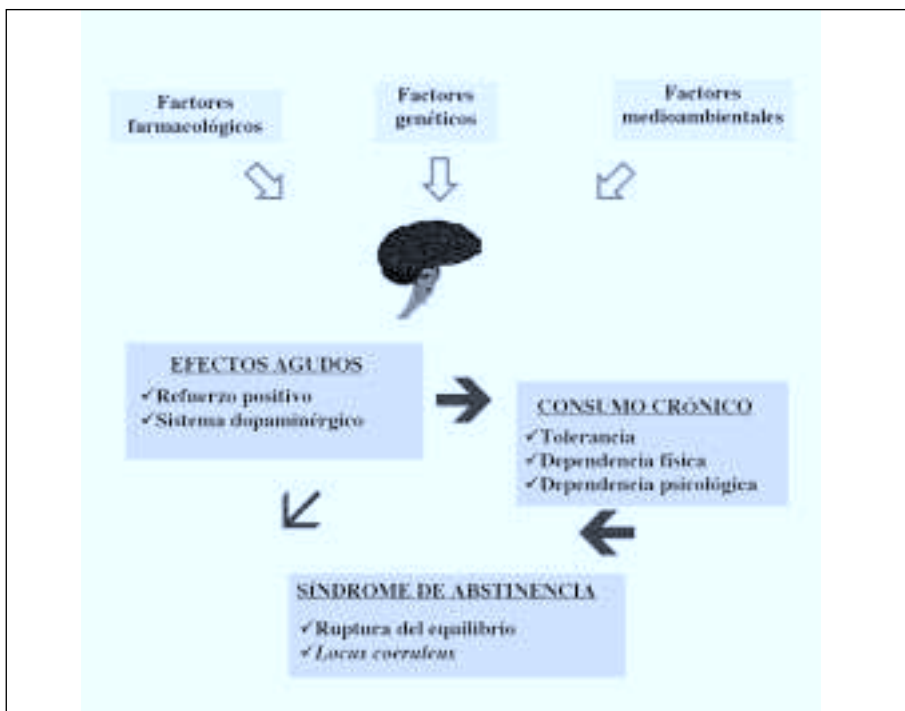 Factores
farmacológicos
Factores
genéticos
Factores
medioambientales
EFECTOS AGUDOS
✓Refuerzo positivo
✓Sistema dopaminérgico
CONSUMO CRóNICO
✓Tolerancia
✓Dependencia física
✓Dependencia psicológica
SíNDROME DE ABSTINENCIA
✓Ruptura del equilibrio
✓Locus coeruleus